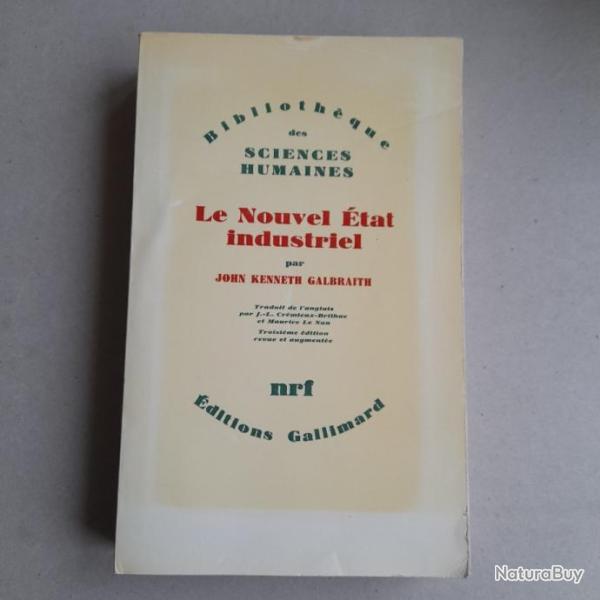 Bibliothèque
des
SCIENCES
HUMAINES
Le Nouvel État
industriel
par
JOHN KENNETH GALBRAITH
Traduit de l'anglais
par J.-L. Crémieux-Brilhac
et Maurice Le Nan
Troisième édition
revue et augmentée
nrf
Éditions Gallimard
NaturaBuy